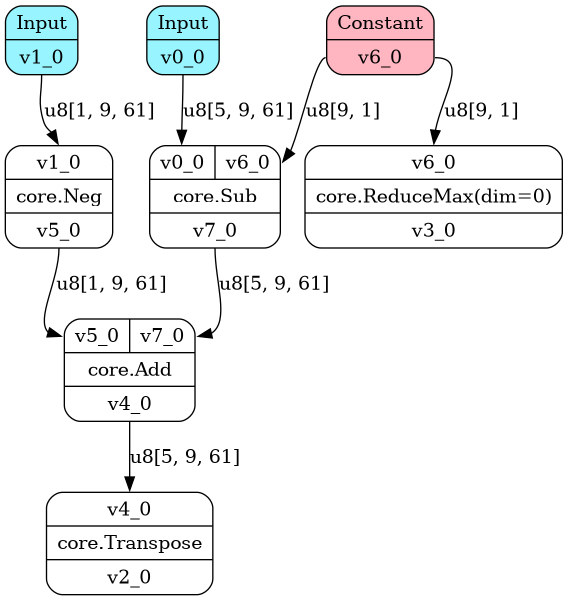 Input
v1_0
Input
v0_0
Constant
v6_0
u8[1, 9, 61]
u8[5, 9, 61]
u8[9, 1]
u8[9, 1]
v1_0
core.Neg
v5_0
v0_0 v6_0
core.Sub
v7_0
v6_0
core.ReduceMax(dim=0)
v3_0
u8[1, 9, 61]
u8[5, 9, 61]
v5_0 v7_0
core.Add
v4_0
u8[5, 9, 61]
v4_0
core.Transpose
v2_0